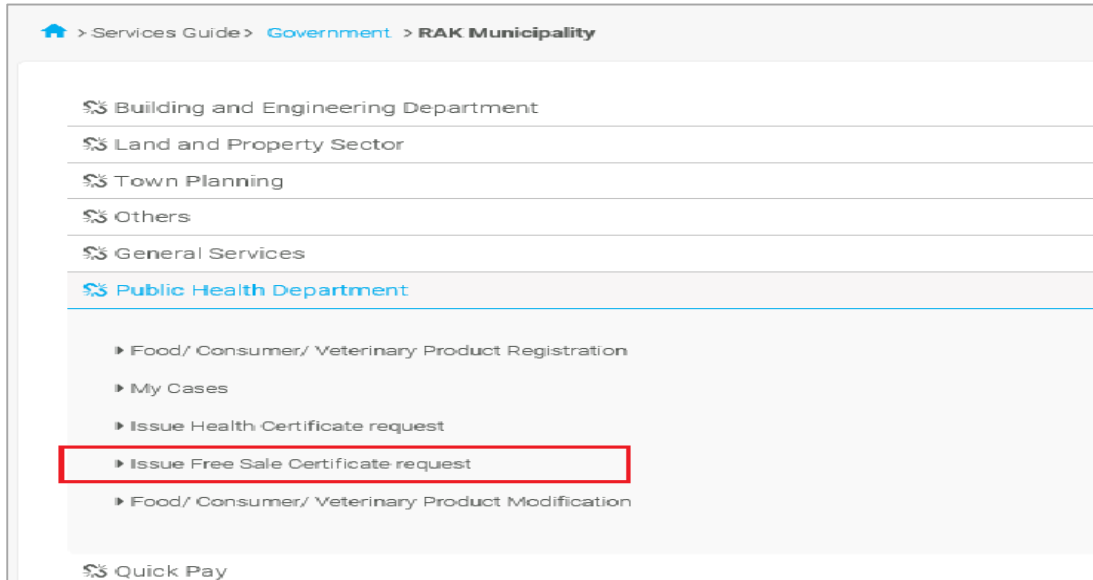 > Services Guide > Government > RAK Municipality
Building and Engineering Department
Land and Property Sector
Town Planning
Others
General Services
Public Health Department
Food/ Consumer/ Veterinary Product Registration
My Cases
Issue Health Certificate request
Issue Free Sale Certificate request
Food/ Consumer/ Veterinary Product Modification
Quick Pay